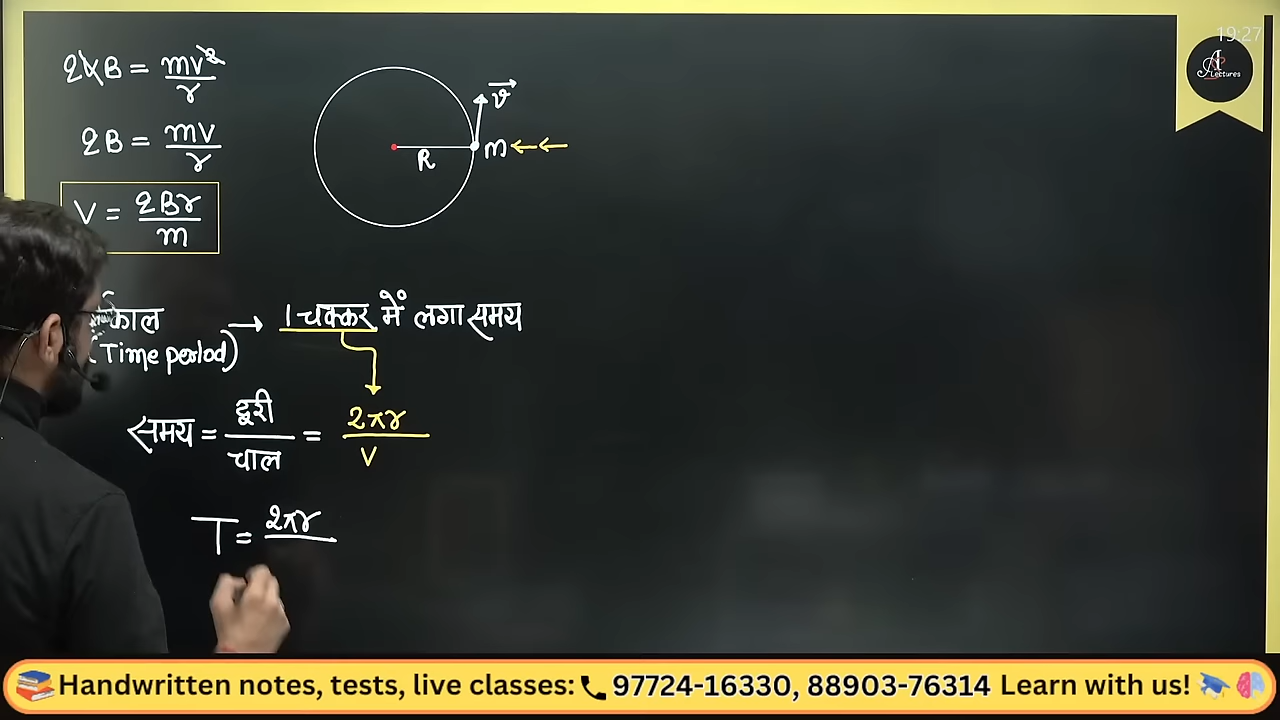 qvB = mv²/r
qB = mv/r
V = qBr/m
R
v⃗
m
काल → 1 चक्कर में लगा समय
(Time period)
समय = दूरी/चाल = 2πr/V
T = 2πr
19:27
A
Lectures
📚Handwritten notes, tests, live classes:📞97724-16330, 88903-76314 Learn with us!🎓🧠